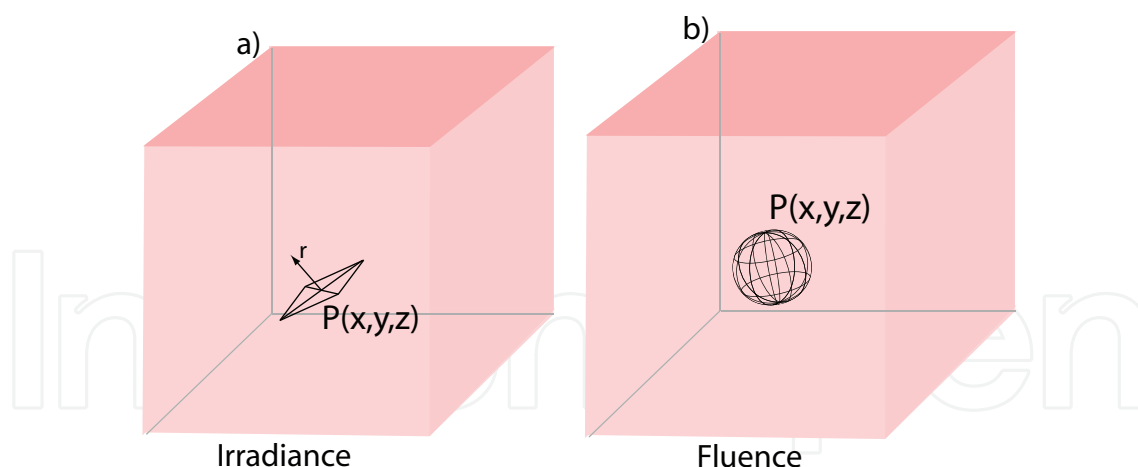 a)
r
P(x,y,z)
Irradiance
b)
P(x,y,z)
Fluence